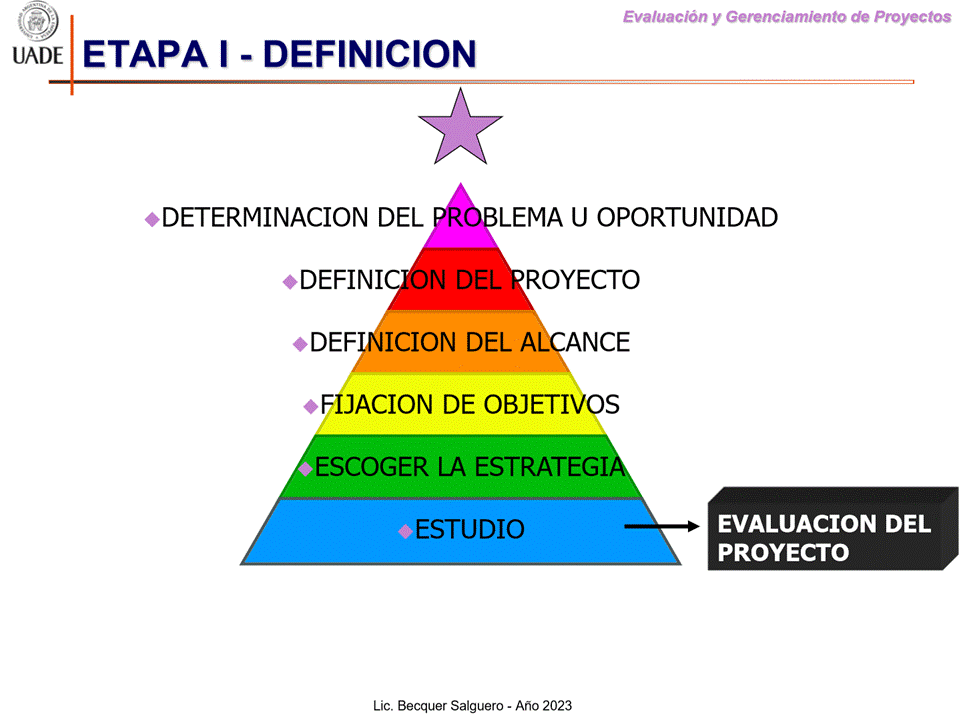 Evaluación y Gerenciamiento de Proyectos
UADE
ETAPA I - DEFINICION
DETERMINACION DEL PROBLEMA U OPORTUNIDAD
DEFINICION DEL PROYECTO
DEFINICION DEL ALCANCE
FIJACION DE OBJETIVOS
ESCOGER LA ESTRATEGIA
ESTUDIO
EVALUACION DEL
PROYECTO
Lic. Becquer Salguero - Año 2023